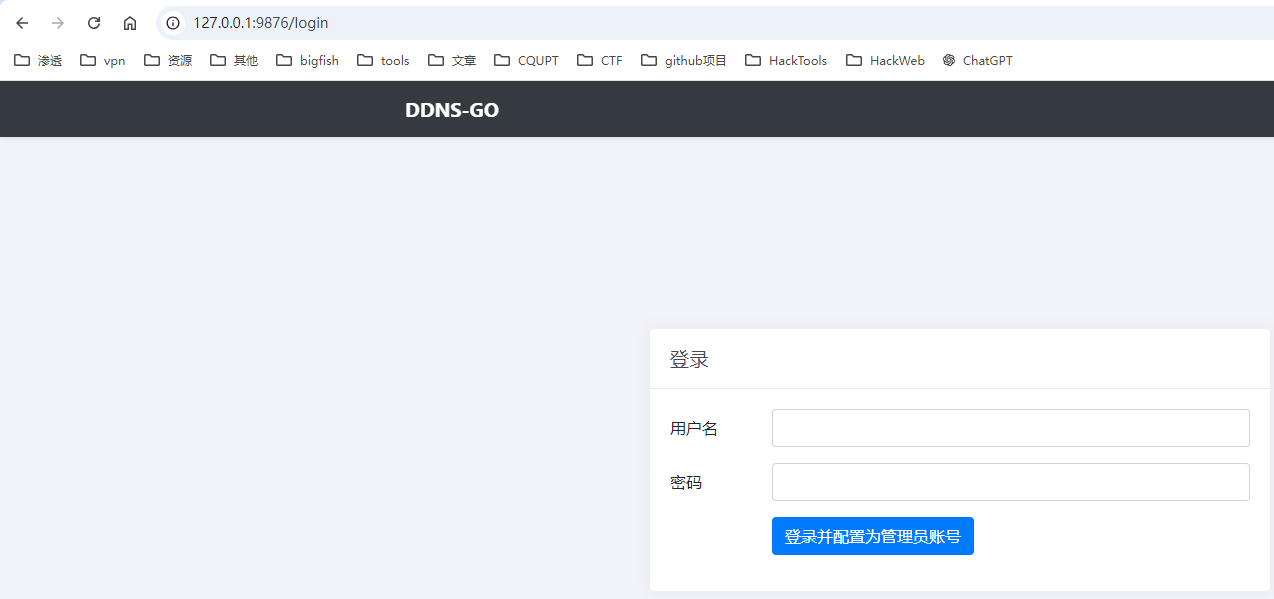 127.0.0.1:9876/login
渗透 vpn 资源 其他 bigfish tools 文章 CQUPT CTF github项目 HackTools HackWeb ChatGPT
DDNS-GO
登录
用户名
密码
登录并配置为管理员账号